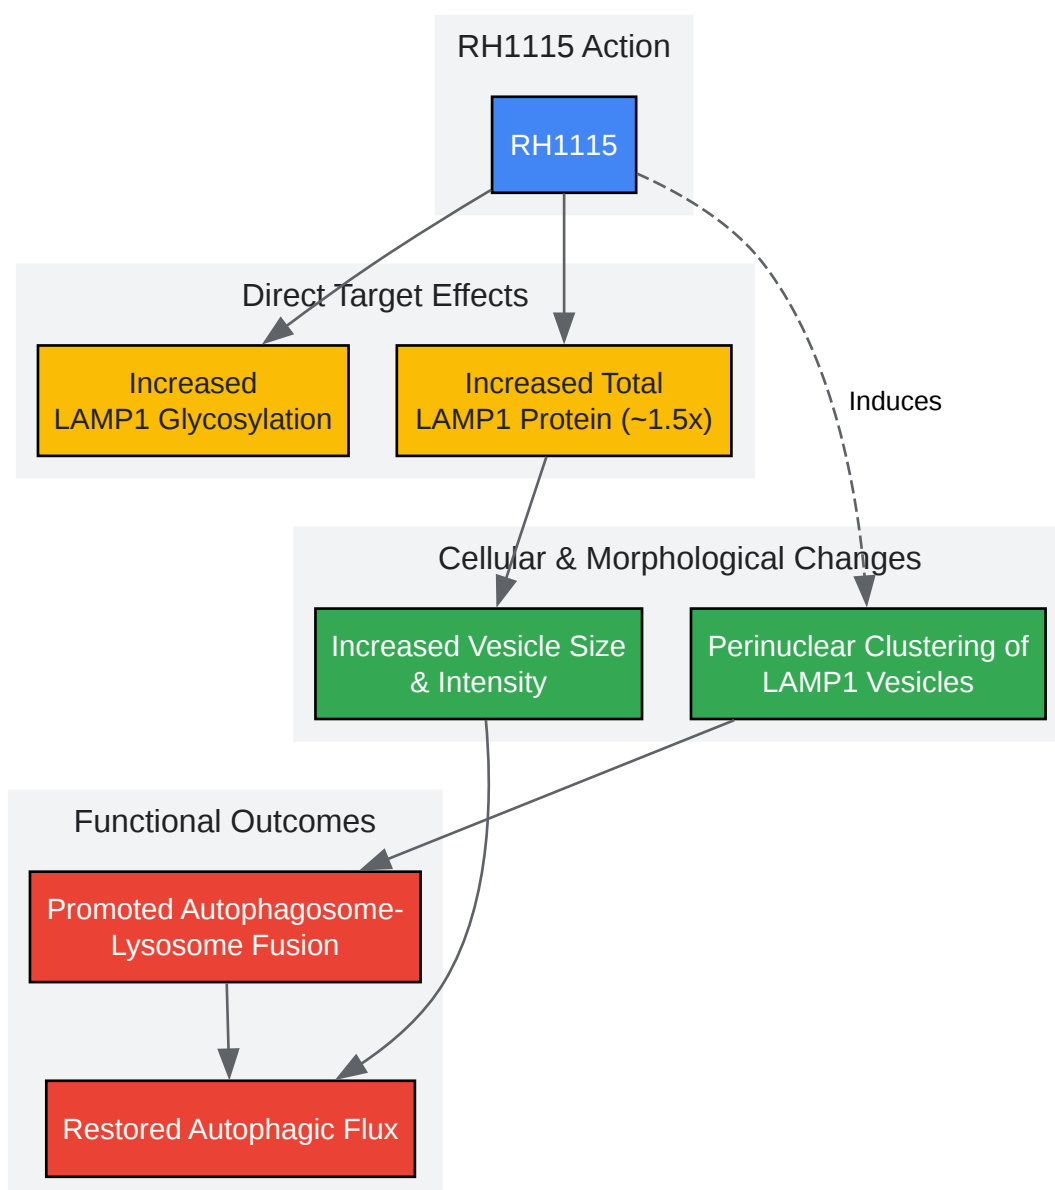 RH1115 Action
RH1115
Direct Target Effects
Increased
LAMP1 Glycosylation
Increased Total
LAMP1 Protein (~1.5x)
Induces
Cellular & Morphological Changes
Increased Vesicle Size
& Intensity
Perinuclear Clustering of
LAMP1 Vesicles
Functional Outcomes
Promoted Autophagosome-
Lysosome Fusion
Restored Autophagic Flux